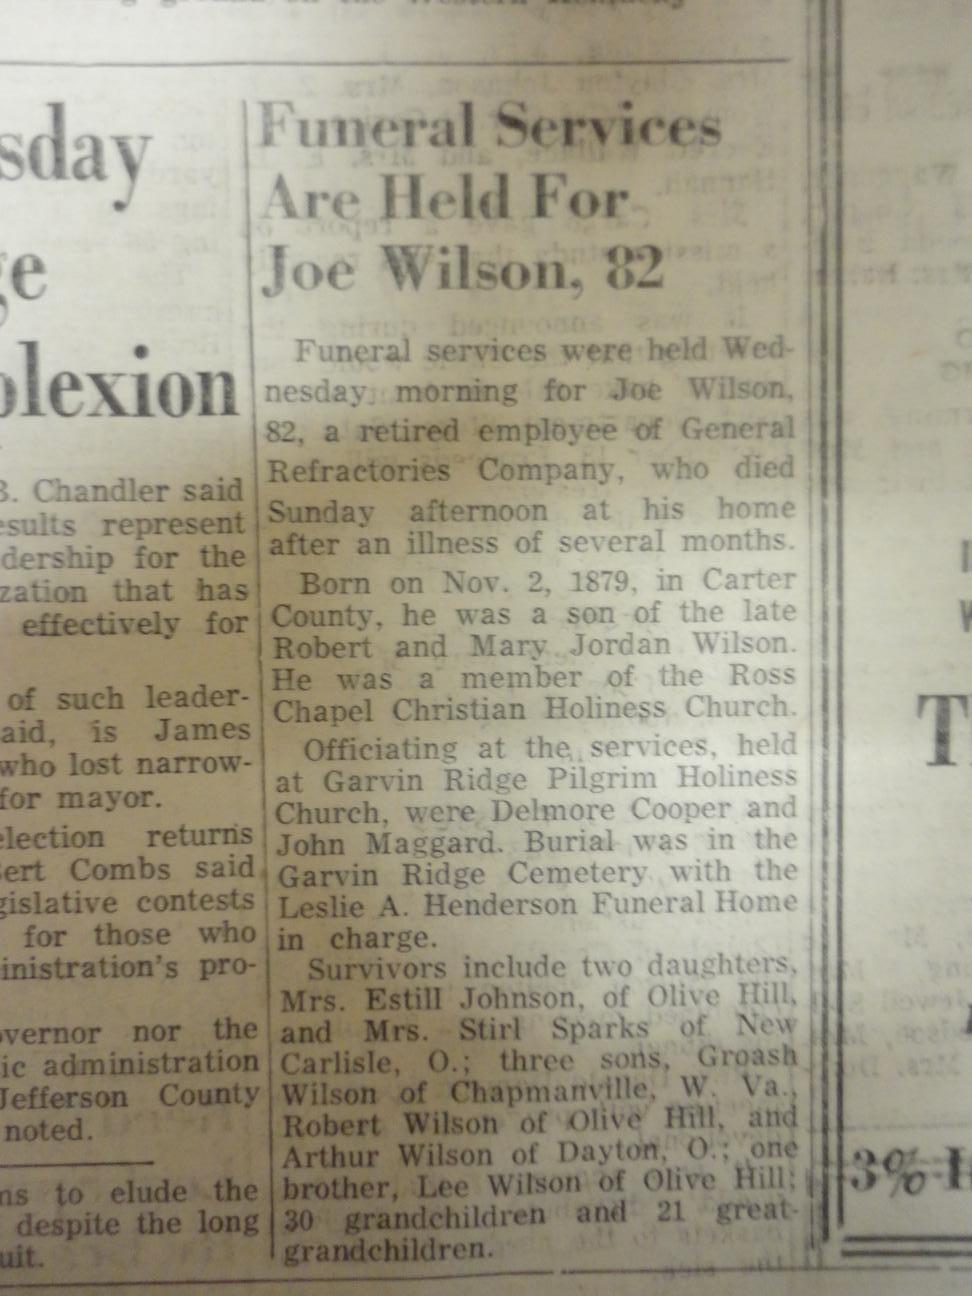 sday
ge
plexion
B. Chandler said
esults represent
dership for the
zation that has
effectively for
of such leader-
aid, is James
who lost narrow-
for mayor.
election returns
Bert Combs said
gislative contests
for those who
inistration's pro-
overnor nor the
ic administration
Jefferson County
noted.
ns to elude the
despite the long
uit.
Funeral Services
Are Held For
Joe Wilson, 82
Funeral services were held Wed-
nesday morning for Joe Wilson,
82, a retired employee of General
Refractories Company, who died
Sunday afternoon at his home
after an illness of several months.
Born on Nov. 2, 1879, in Carter
County, he was a son of the late
Robert and Mary Jordan Wilson.
He was a member of the Ross
Chapel Christian Holiness Church.
Officiating at the services, held
at Garvin Ridge Pilgrim Holiness
Church, were Delmore Cooper and
John Maggard. Burial was in the
Garvin Ridge Cemetery with the
Leslie A. Henderson Funeral Home
in charge.
Survivors include two daughters,
Mrs. Estill Johnson, of Olive Hill,
and Mrs. Stirl Sparks of New
Carlisle, O.; three sons, Groash
Wilson of Chapmanville, W. Va.,
Robert Wilson of Olive Hill, and
Arthur Wilson of Dayton, O.; one
brother, Lee Wilson of Olive Hill;
30 grandchildren and 21 great-
grandchildren.
3%